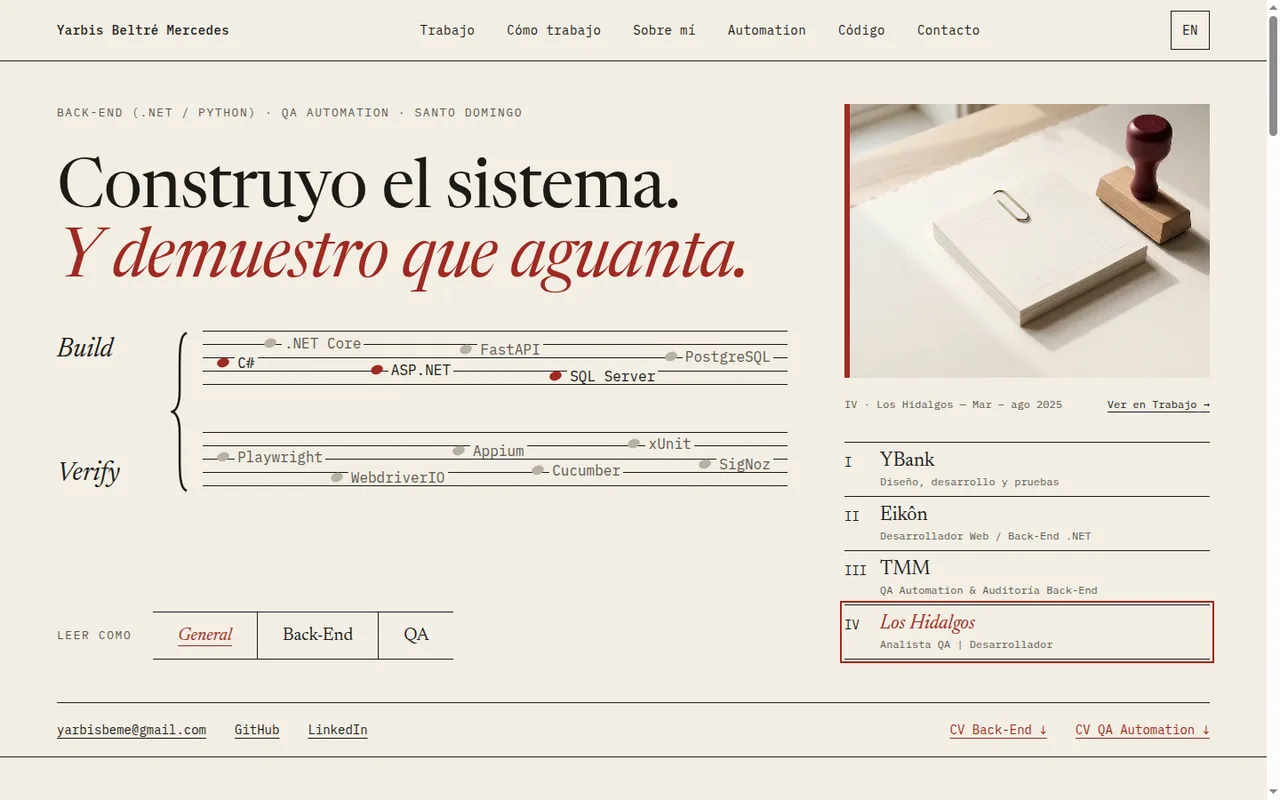 Yarbis Beltré Mercedes
Trabajo Cómo trabajo Sobre mí Automation Código Contacto
EN
BACK-END (.NET / PYTHON) · QA AUTOMATION · SANTO DOMINGO
Construyo el sistema.
Y demuestro que aguanta.
Build
.NET Core FastAPI PostgreSQL
C# ASP.NET SQL Server
Verify
Playwright Appium xUnit SigNoz
WebdriverIO Cucumber
LEER COMO General Back-End QA
IV · Los Hidalgos — Mar – ago 2025 Ver en Trabajo →
I YBank
Diseño, desarrollo y pruebas
II Eikôn
Desarrollador Web / Back-End .NET
III TMM
QA Automation & Auditoría Back-End
IV Los Hidalgos
Analista QA | Desarrollador
yarbisbeme@gmail.com GitHub LinkedIn
CV Back-End ↓ CV QA Automation ↓